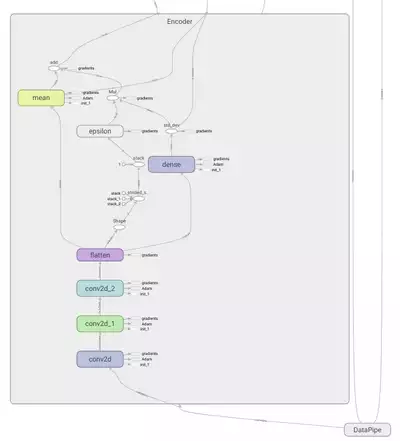 Encoder
add
gradients
mean
gradients
Adam
init_1
Mul
gradients
epsilon
gradients
std_dev
gradients
stack
1
dense
gradients
Adam
init_1
stack
stack_1
stack_2
strided_s...
Shape
flatten
gradients
conv2d_2
gradients
Adam
init_1
conv2d_1
gradients
Adam
init_1
conv2d
gradients
Adam
init_1
DataPipe